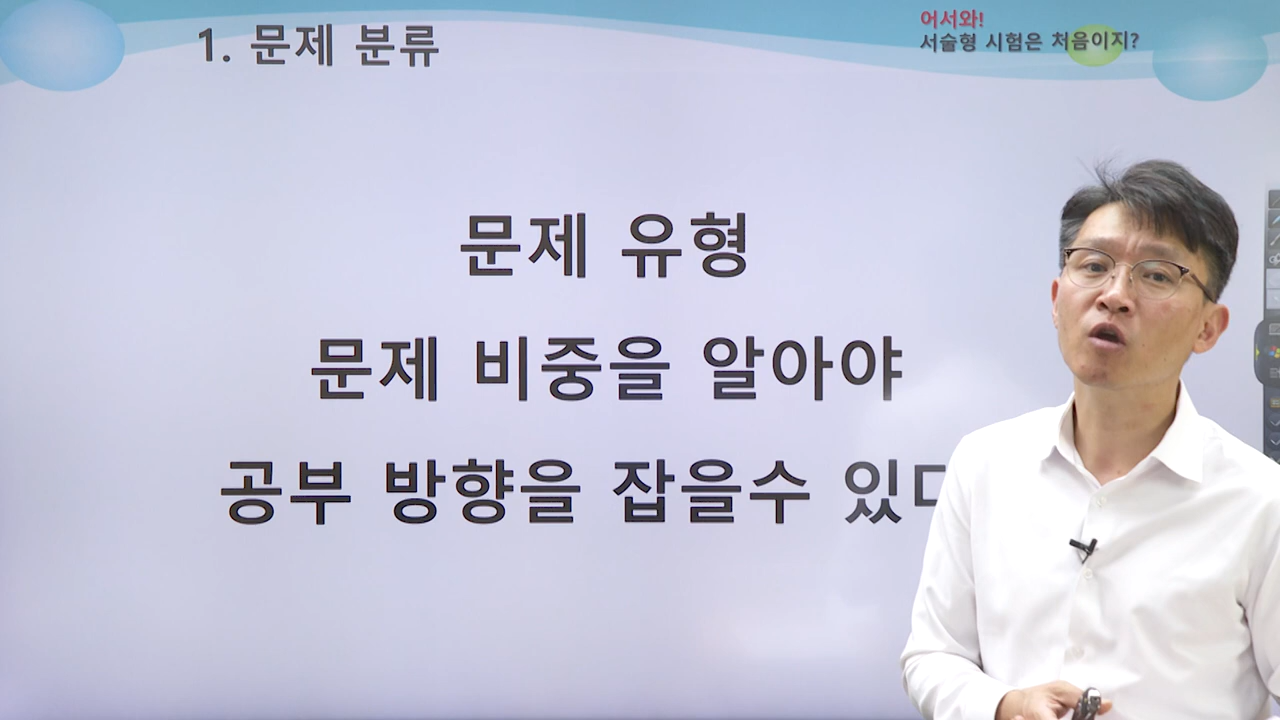 1. 문제 분류
어서와!
서술형 시험은 처음이지?
문제 유형
문제 비중을 알아야
공부 방향을 잡을수